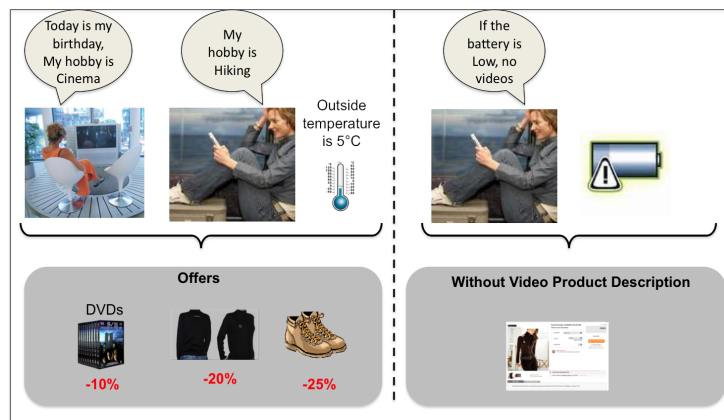 Today is my
birthday,
My hobby is
Cinema
My
hobby is
Hiking
Outside
temperature
is 5°C
If the
battery is
Low, no
videos
Offers
DVDs
-10%
-20%
-25%
Without Video Product Description